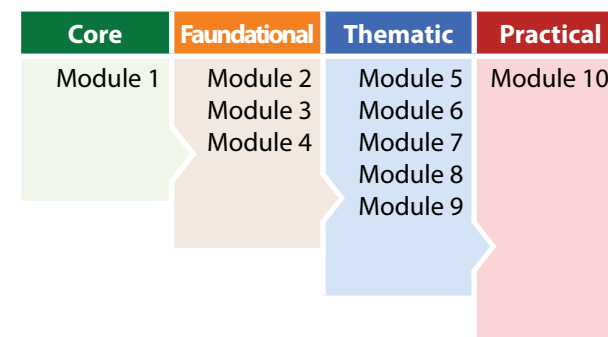 Core
Module 1
Faundational
Module 2
Module 3
Module 4
Thematic
Module 5
Module 6
Module 7
Module 8
Module 9
Practical
Module 10